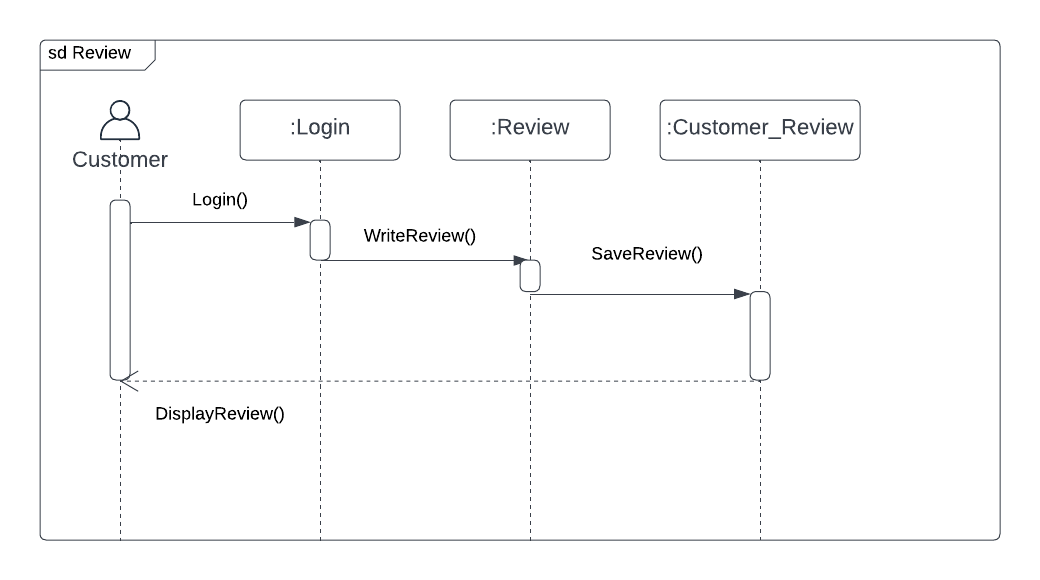 sd Review
Customer
:Login
:Review
:Customer_Review
Login()
WriteReview()
SaveReview()
DisplayReview()